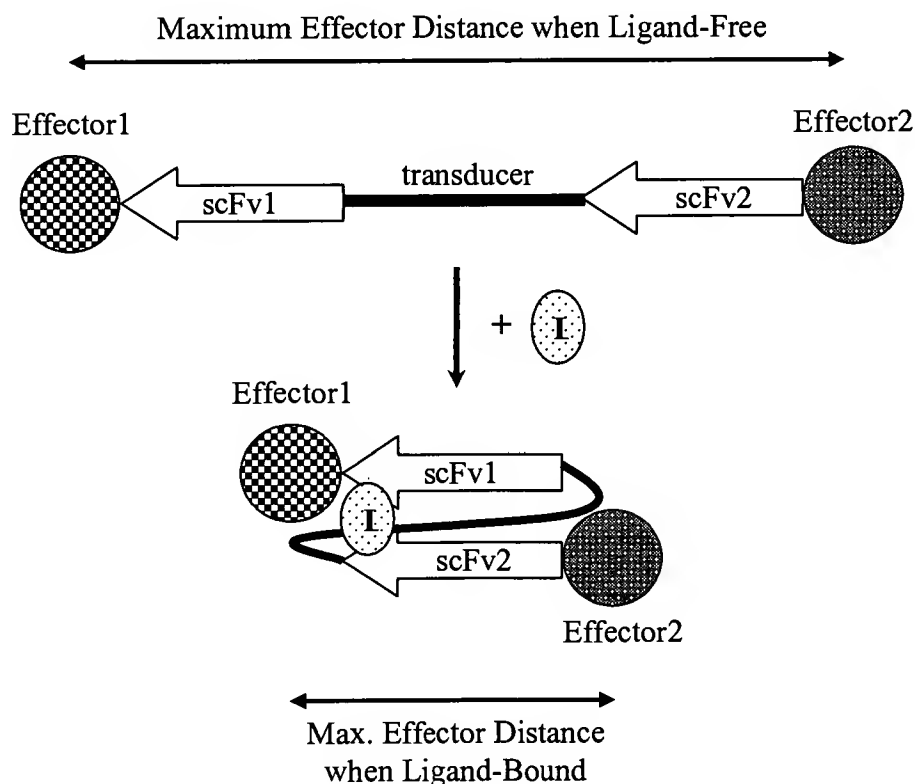 Maximum Effector Distance when Ligand-Free
Effector1
Effector2
scFv1
transducer
scFv2
+
L
Effector1
scFv1
L
scFv2
Effector2
Max. Effector Distance
when Ligand-Bound